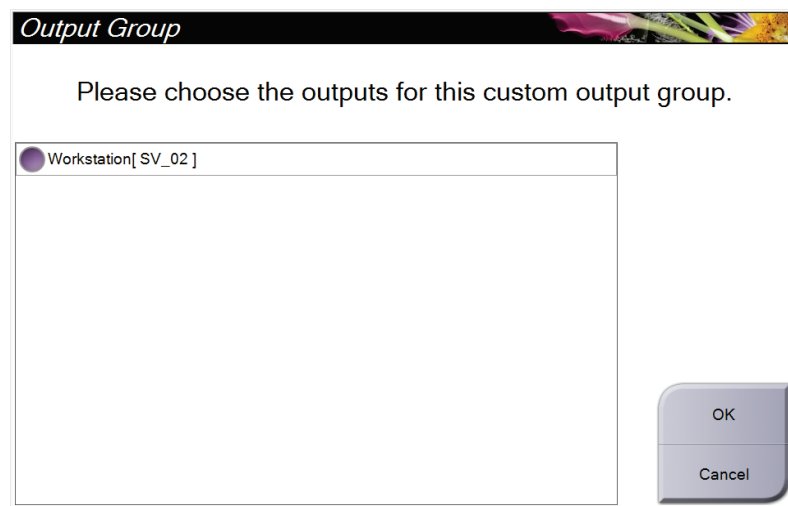 Output Group
Please choose the outputs for this custom output group.
Workstation[ SV_02 ]
OK
Cancel